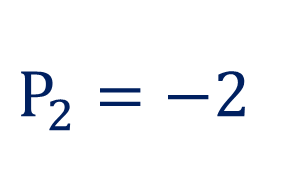 P₂ = −2